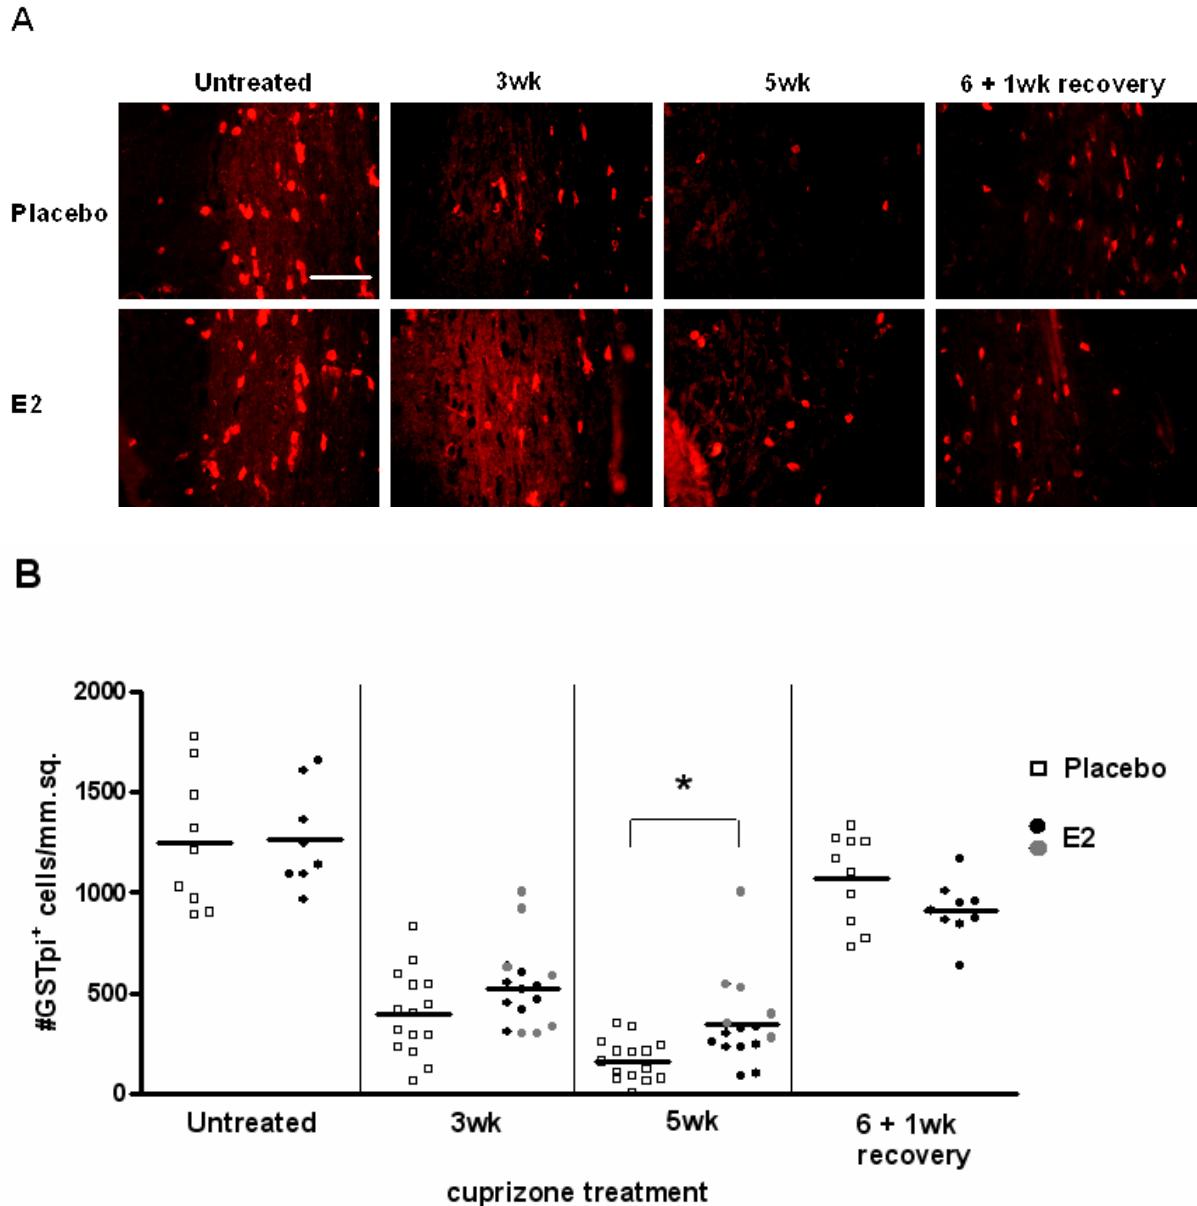 A
Untreated 3wk 5wk 6 + 1wk recovery
Placebo
E2
B
#GSTpi+ cells/mm.sq.
2000
1500
1000
500
0
*
Placebo
E2
Untreated 3wk 5wk 6 + 1wk
recovery
cuprizone treatment